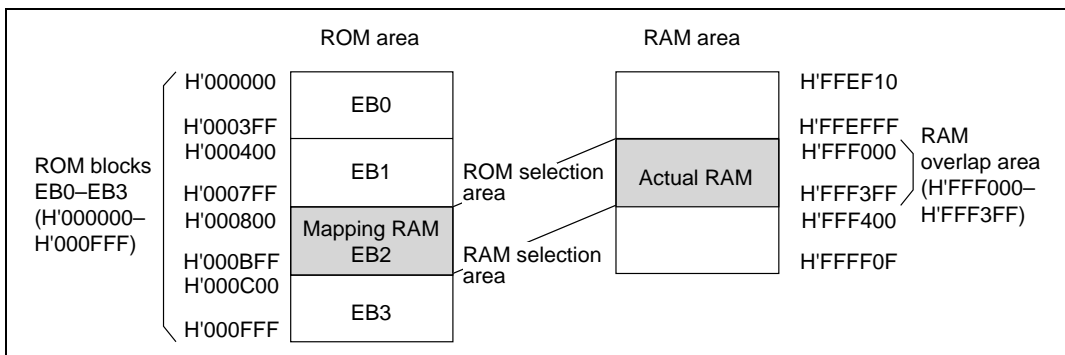 ROM area
RAM area
ROM blocks
EB0–EB3
(H'000000–
H'000FFF)
H'000000
H'0003FF
H'000400
H'0007FF
H'000800
H'000BFF
H'000C00
H'000FFF
EB0
EB1
Mapping RAM
EB2
EB3
ROM selection
area
RAM selection
area
Actual RAM
H'FFEF10
H'FFEFFF
H'FFF000
H'FFF3FF
H'FFF400
H'FFFF0F
RAM
overlap area
(H'FFF000–
H'FFF3FF)